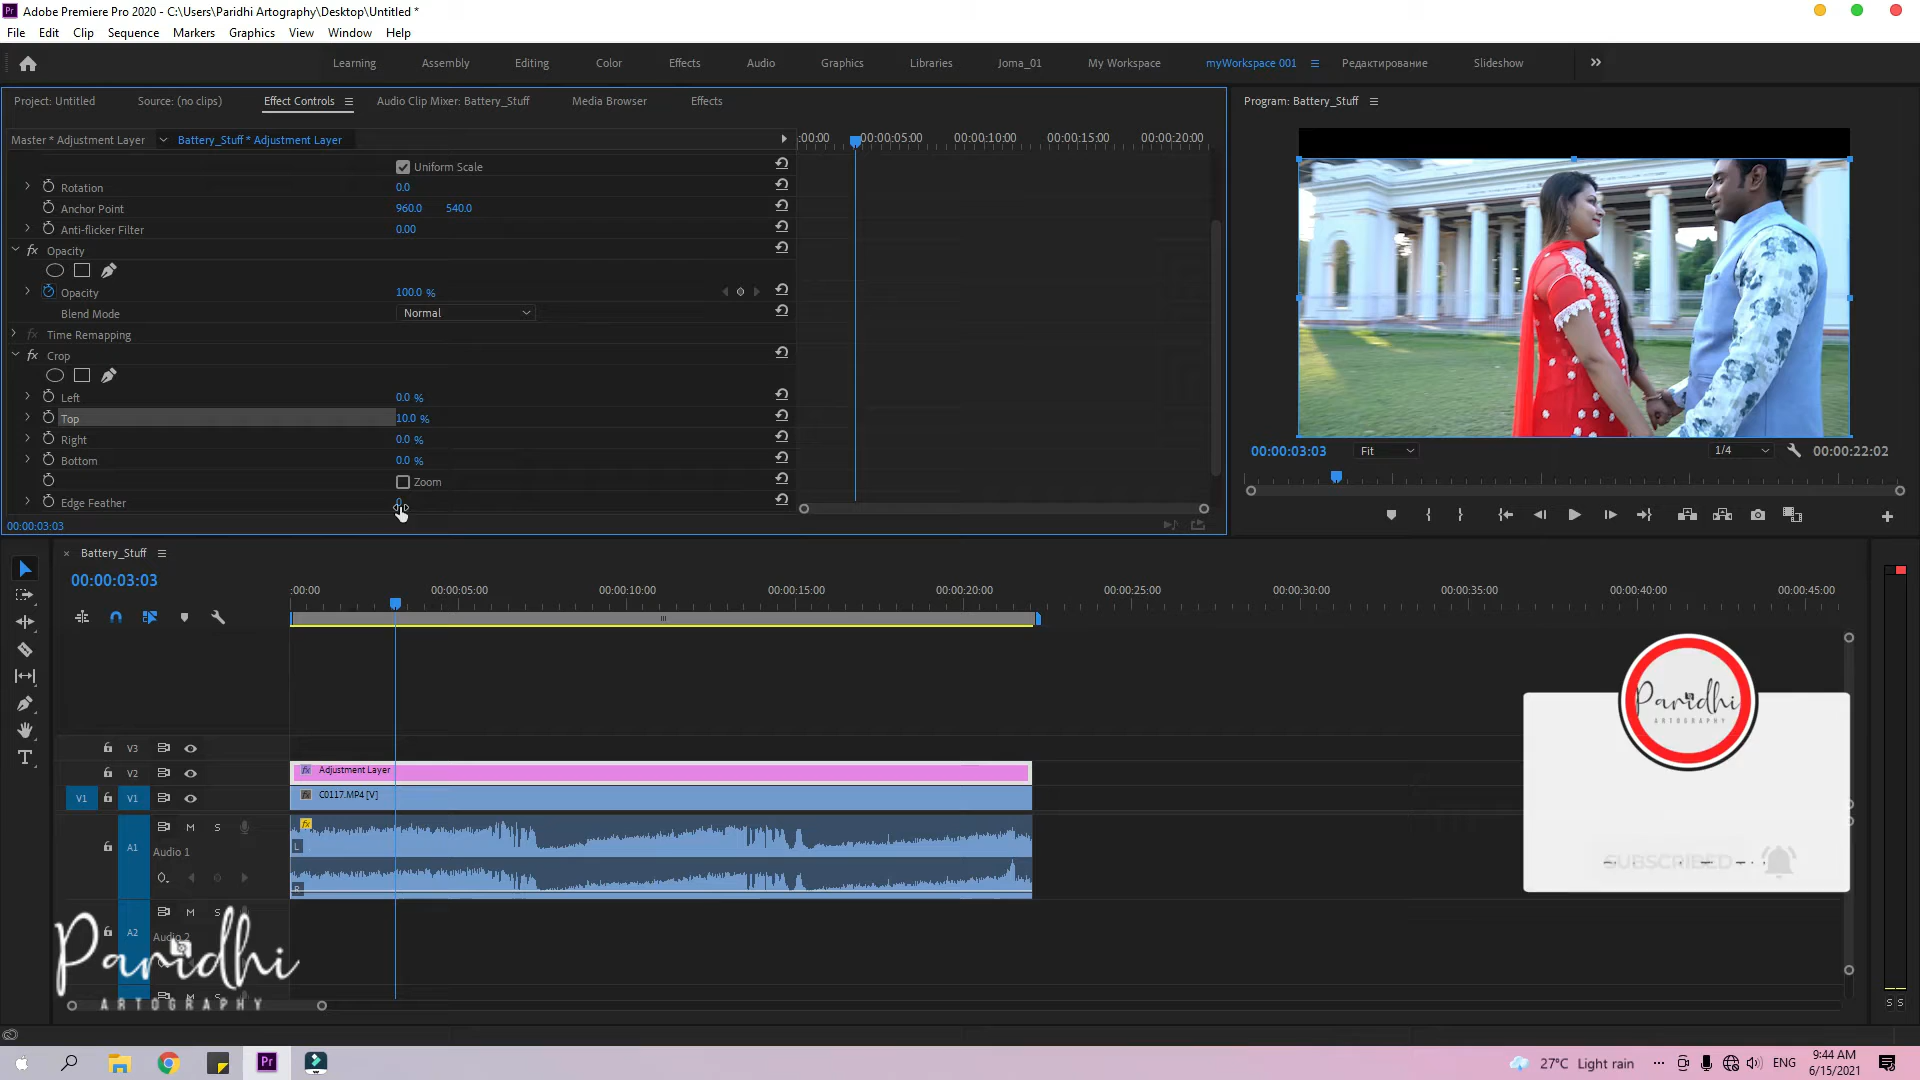 Adobe Premiere Pro 2020 - C:\Users\Paridhi Artography\Desktop\Untitled *
File Edit Clip Sequence Markers Graphics View Window Help
Learning Assembly Editing Color Effects Audio Graphics Libraries Joma_01 My Workspace myWorkspace 001 Редактирование Slideshow
Project: Untitled Source: (no clips) Effect Controls Audio Clip Mixer: Battery_Stuff Media Browser Effects
Program: Battery_Stuff
Master * Adjustment Layer Battery_Stuff * Adjustment Layer
:00:00 00:00:05:00 00:00:10:00 00:00:15:00 00:00:20:00
Uniform Scale
Rotation 0.0
Anchor Point 960.0 540.0
Anti-flicker Filter 0.00
fx Opacity
Opacity 100.0 %
Blend Mode Normal
fx Time Remapping
fx Crop
Left 0.0 %
Top 10.0 %
Right 0.0 %
Bottom 0.0 %
Zoom
Edge Feather 0
00:00:03:03
00:00:03:03 Fit 1/4 00:00:22:02
Battery_Stuff
00:00:03:03
:00:00 00:00:05:00 00:00:10:00 00:00:15:00 00:00:20:00 00:00:25:00 00:00:30:00 00:00:35:00 00:00:40:00 00:00:45:00
V3
V2 fx Adjustment Layer
V1 V1 fx C0117.MP4 [V]
A1 M S fx
Audio 1
L
R
A2 M S
Audio 2
M S
Paridhi
ARTOGRAPHY
Paridhi
ARTOGRAPHY
SUBSCRIBED
S S
Pr
27°C Light rain ENG
9:44 AM
6/15/2021